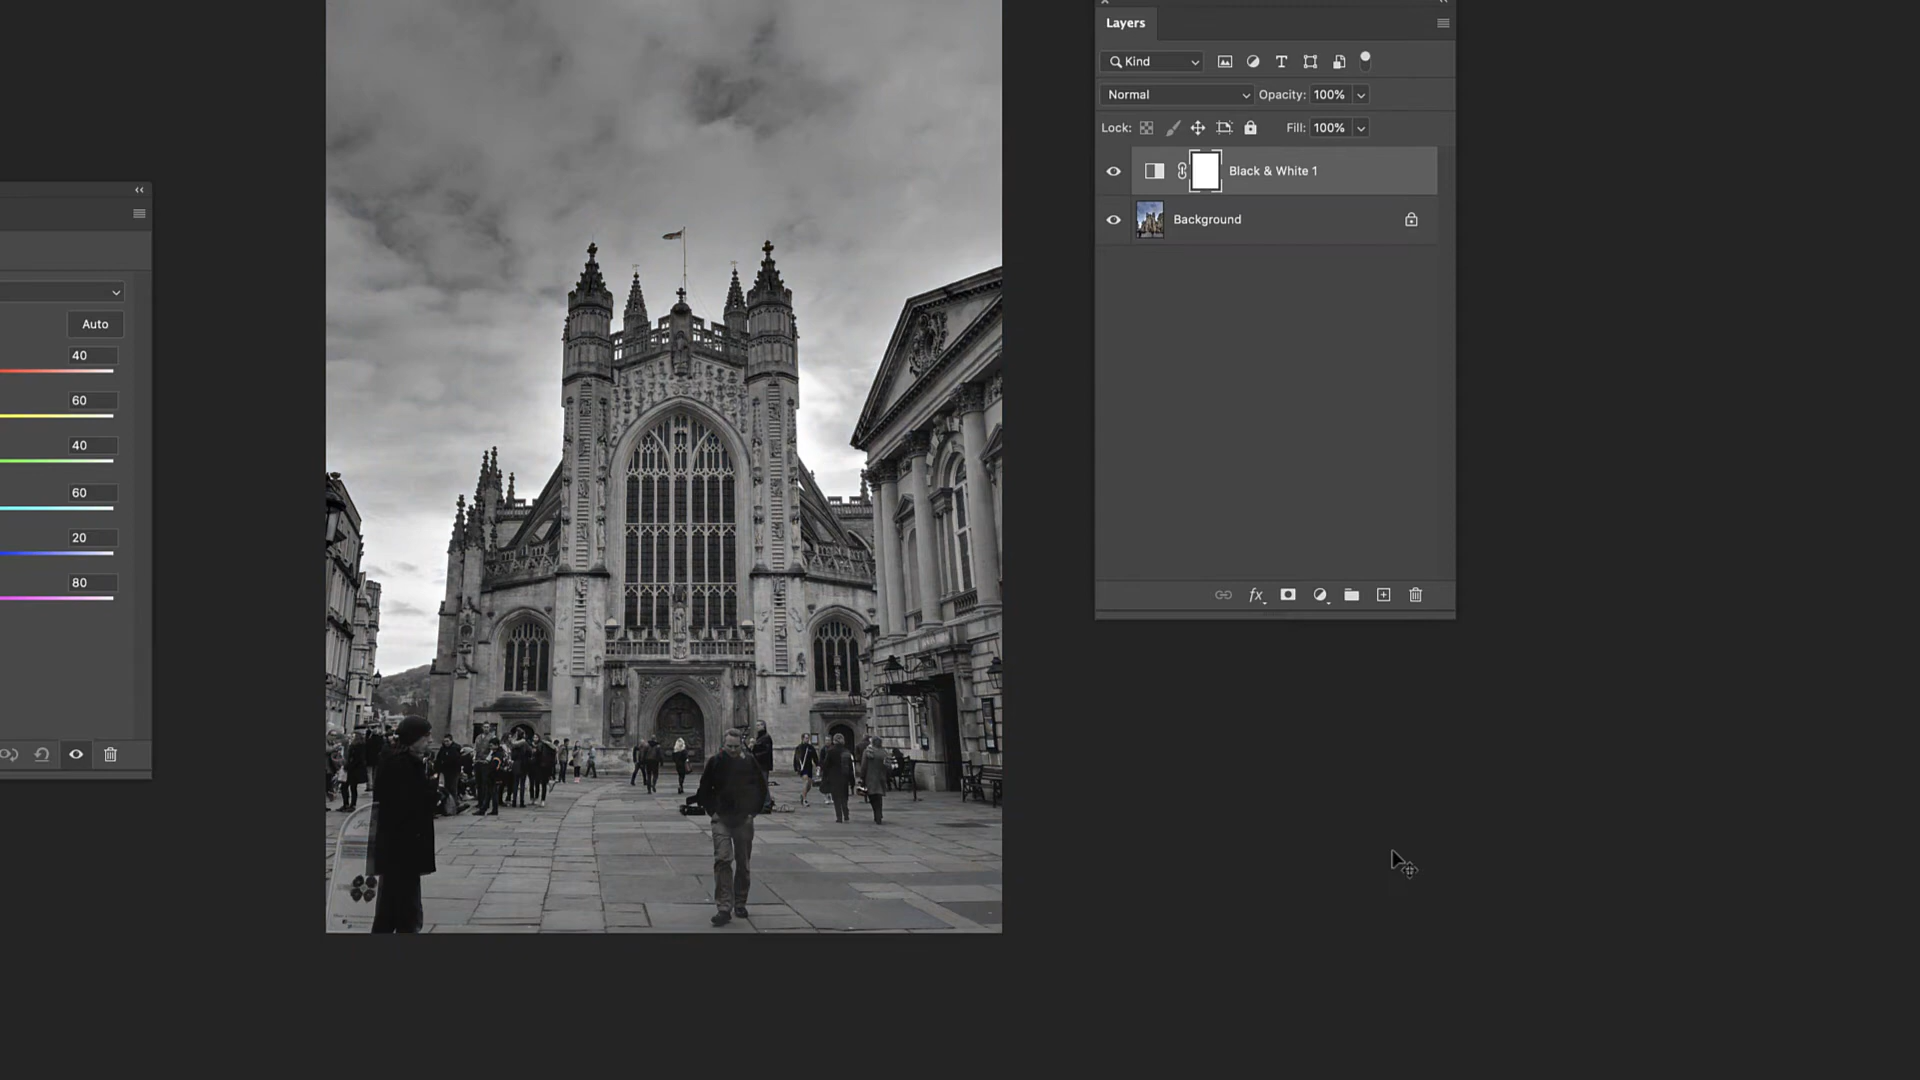 Auto
40
60
40
60
20
80
Layers
Kind
Normal
Opacity: 100%
Lock:
Fill: 100%
Black & White 1
Background
fx